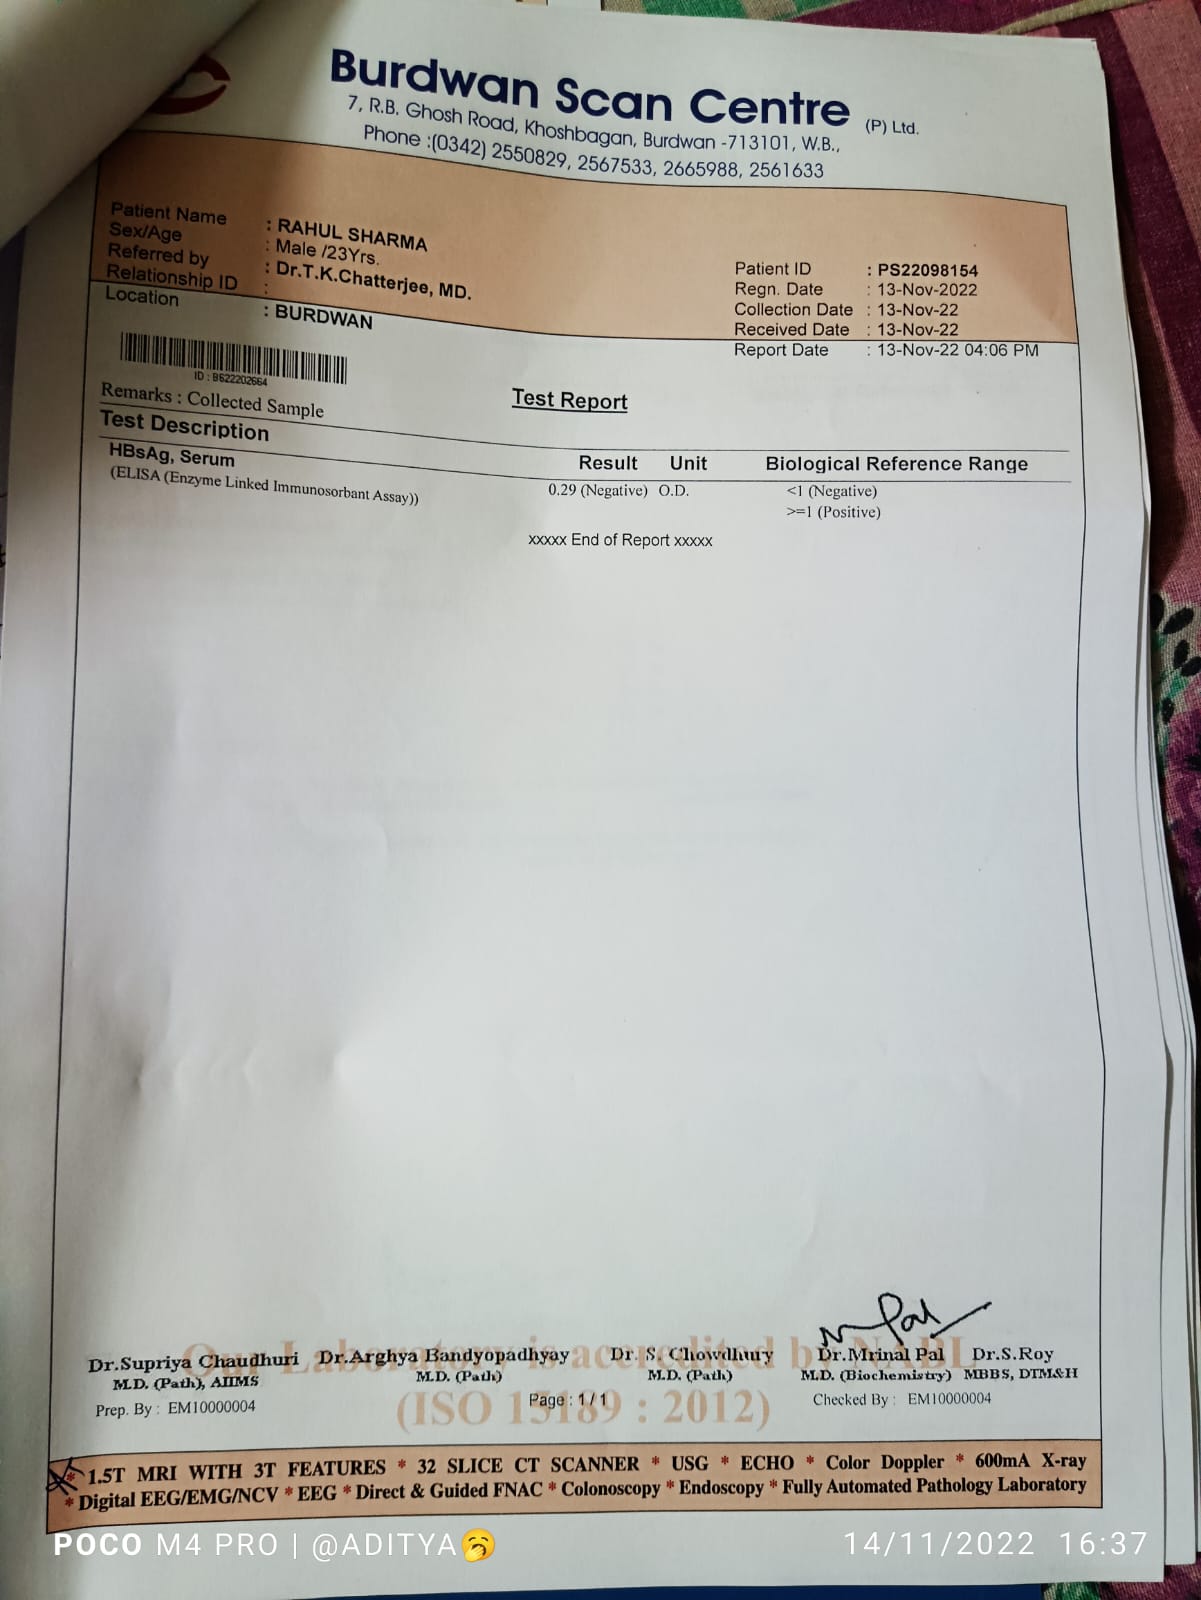 Burdwan Scan Centre (P) Ltd.
7, R.B. Ghosh Road, Khoshbagan, Burdwan -713101, W.B.,
Phone :(0342) 2550829, 2567533, 2665988, 2561633
Patient Name : RAHUL SHARMA
Sex/Age : Male /23Yrs.
Referred by : Dr.T.K.Chatterjee, MD.
Relationship ID :
Location : BURDWAN
Patient ID : PS22098154
Regn. Date : 13-Nov-2022
Collection Date : 13-Nov-22
Received Date : 13-Nov-22
Report Date : 13-Nov-22 04:06 PM
ID : B622202664
Remarks : Collected Sample
Test Report
Test Description Result Unit Biological Reference Range
HBsAg, Serum 0.29 (Negative) O.D. <1 (Negative)
(ELISA (Enzyme Linked Immunosorbant Assay)) >=1 (Positive)
xxxxx End of Report xxxxx
M Pal
Our Laboratory is accredited by NABL
(ISO 15189 : 2012)
Dr.Supriya Chaudhuri Dr.Arghya Bandyopadhyay Dr. S. Chowdhury Dr.Mrinal Pal Dr.S.Roy
M.D. (Path), AIIMS M.D. (Path) M.D. (Path) M.D. (Biochemistry) MBBS, DTM&H
Prep. By : EM10000004 Page : 1 / 1 Checked By : EM10000004
* 1.5T MRI WITH 3T FEATURES * 32 SLICE CT SCANNER * USG * ECHO * Color Doppler * 600mA X-ray
* Digital EEG/EMG/NCV * EEG * Direct & Guided FNAC * Colonoscopy * Endoscopy * Fully Automated Pathology Laboratory
POCO M4 PRO | @ADITYA🥱 14/11/2022 16:37